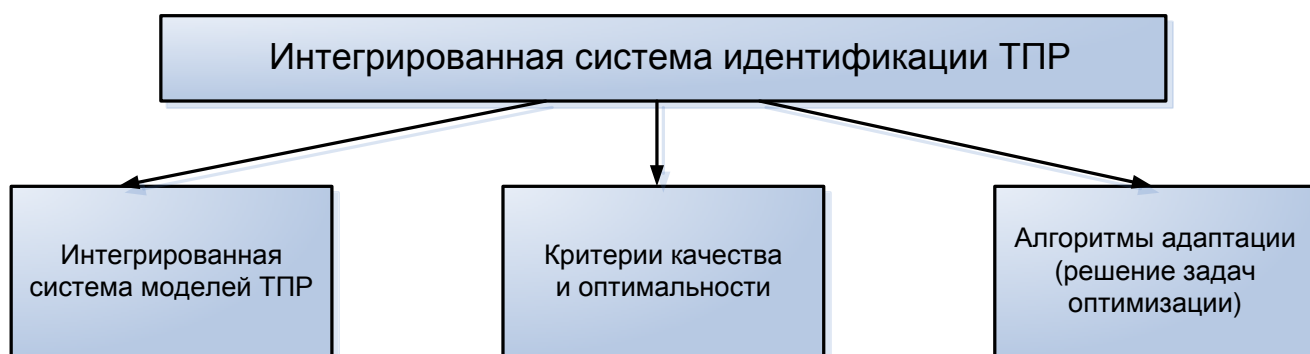 Интегрированная система идентификации ТПР
Интегрированная
система моделей ТПР
Критерии качества
и оптимальности
Алгоритмы адаптации
(решение задач
оптимизации)